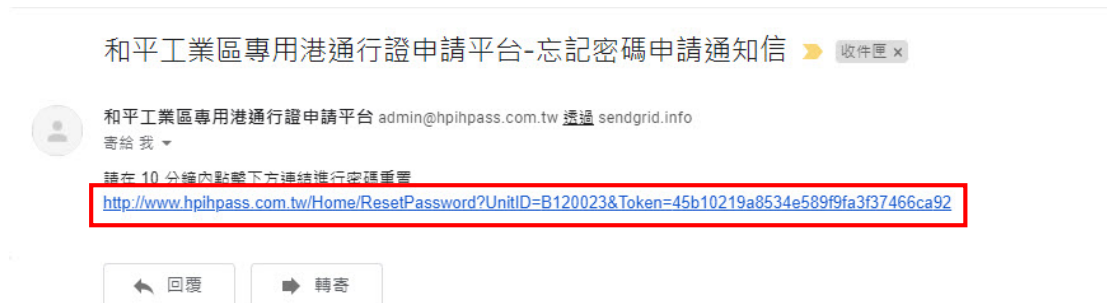 和平工業區專用港通行證申請平台-忘記密碼申請通知信 收件匣 x
和平工業區專用港通行證申請平台 admin@hpihpass.com.tw 透過 sendgrid.info
寄給 我
請在 10 分鐘內點擊下方連結進行密碼重置
http://www.hpihpass.com.tw/Home/ResetPassword?UnitID=B120023&Token=45b10219a8534e589f9fa3f37466ca92
回覆 轉寄